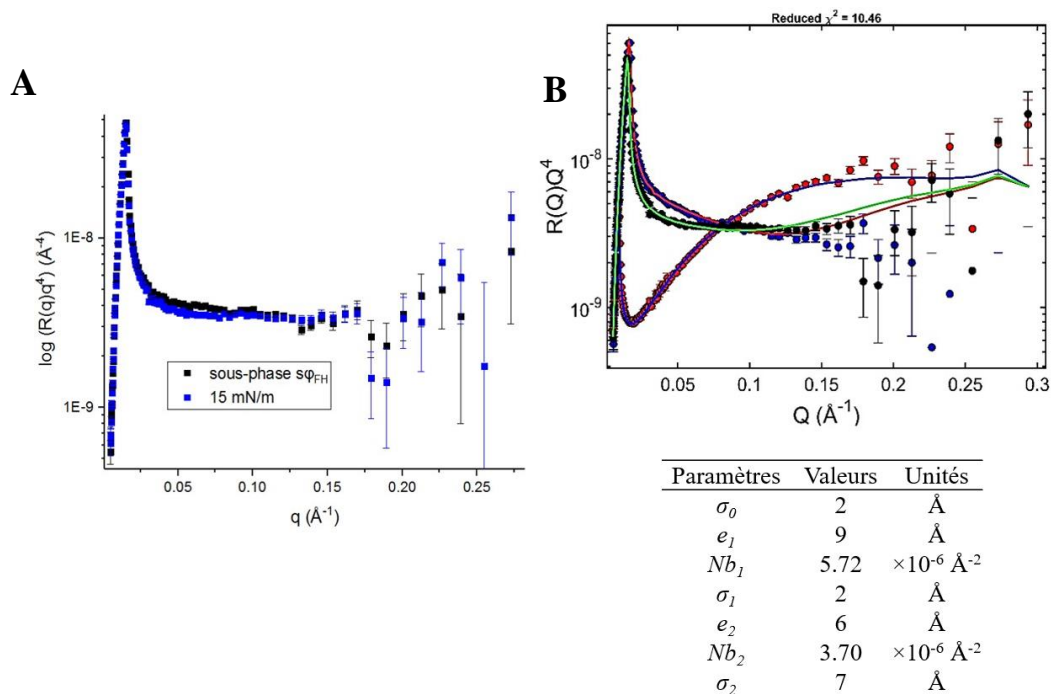 A
log (R(q)q⁴) (Å⁻⁴)
1E-8
1E-9
sous-phase sφFH
15 mN/m
0.05 0.10 0.15 0.20 0.25
q (Å⁻¹)
B
Reduced χ² = 10.46
R(Q)Q⁴
10⁻⁸
10⁻⁹
0.05 0.1 0.15 0.2 0.25 0.3
Q (Å⁻¹)
Paramètres Valeurs Unités
σ₀ 2 Å
e₁ 9 Å
Nb₁ 5.72 ×10⁻⁶ Å⁻²
σ₁ 2 Å
e₂ 6 Å
Nb₂ 3.70 ×10⁻⁶ Å⁻²
σ₂ 7 Å